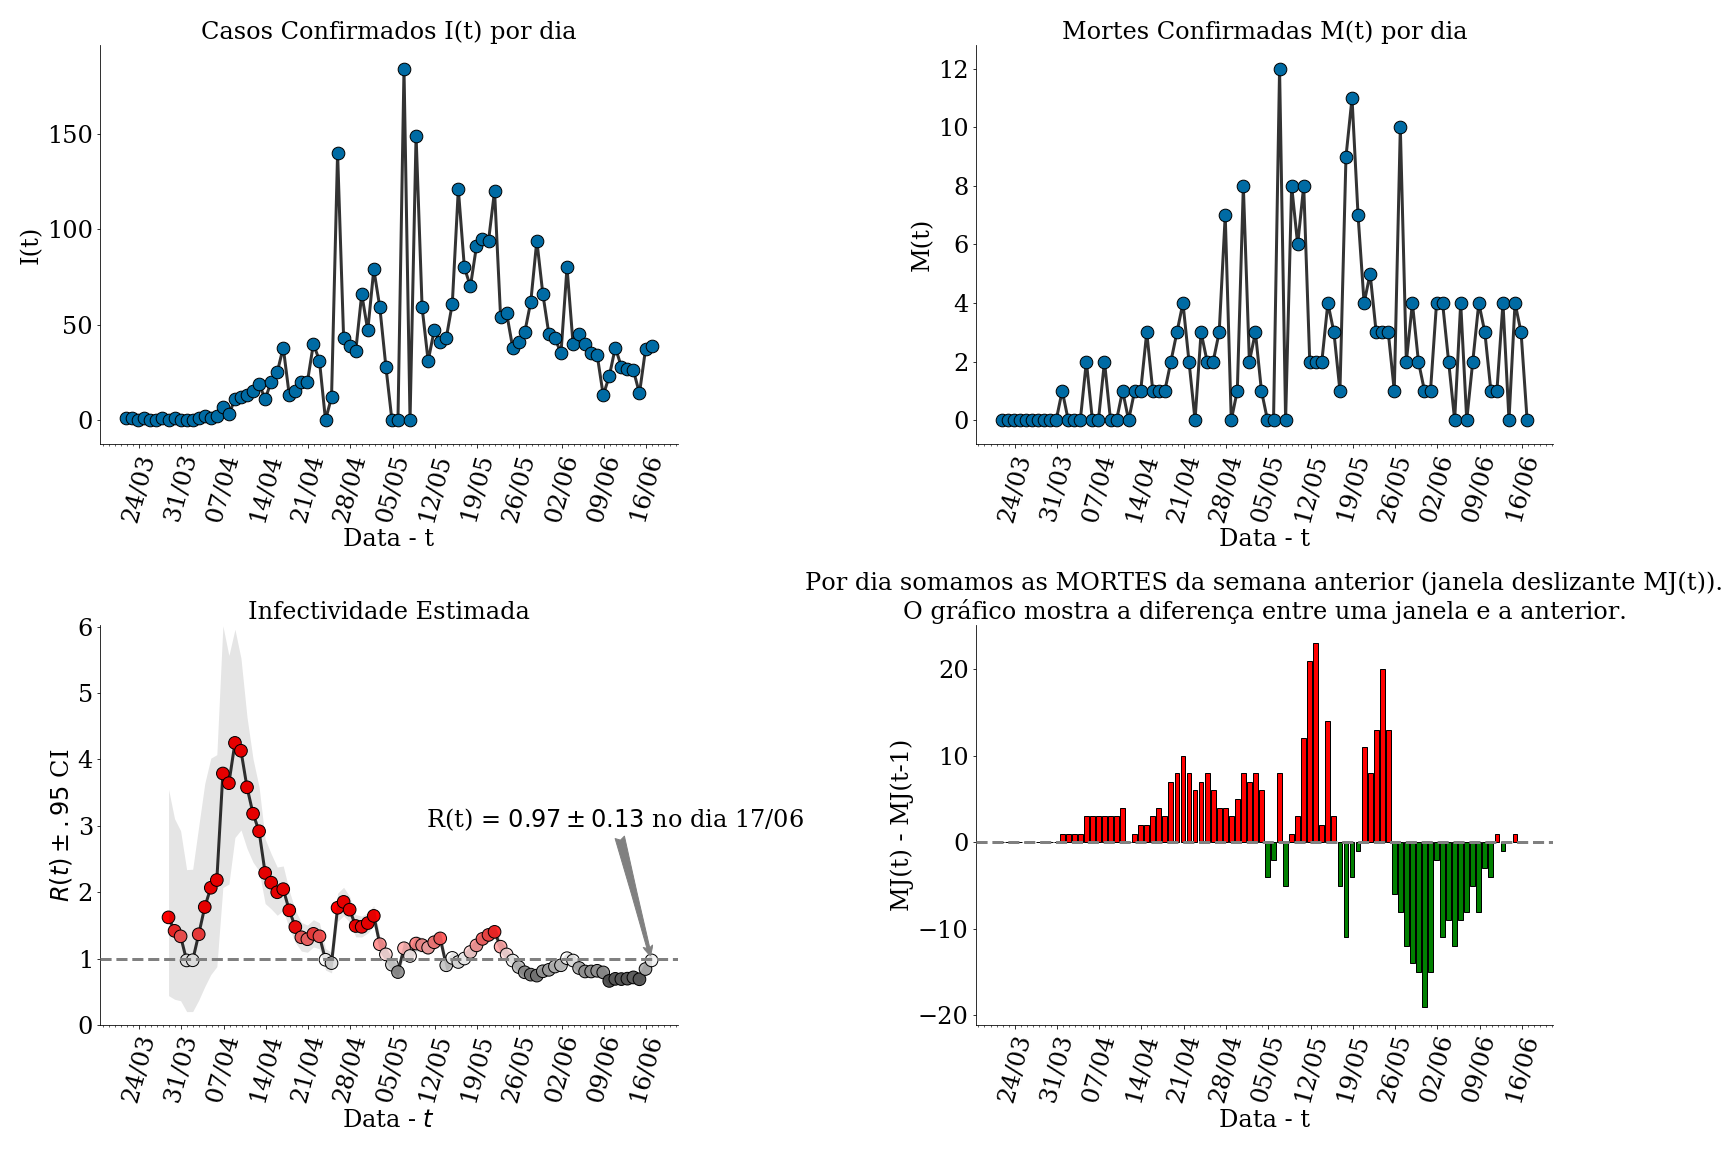 Casos Confirmados I(t) por dia
I(t)
150
100
50
0
24/03 31/03 07/04 14/04 21/04 28/04 05/05 12/05 19/05 26/05 02/06 09/06 16/06
Data - t
Mortes Confirmadas M(t) por dia
M(t)
12
10
8
6
4
2
0
24/03 31/03 07/04 14/04 21/04 28/04 05/05 12/05 19/05 26/05 02/06 09/06 16/06
Data - t
Infectividade Estimada
R(t) ± .95 CI
6
5
4
3
2
1
0
R(t) = 0.97 ± 0.13 no dia 17/06
24/03 31/03 07/04 14/04 21/04 28/04 05/05 12/05 19/05 26/05 02/06 09/06 16/06
Data - t
Por dia somamos as MORTES da semana anterior (janela deslizante MJ(t)).
O gráfico mostra a diferença entre uma janela e a anterior.
MJ(t) - MJ(t-1)
20
10
0
−10
−20
24/03 31/03 07/04 14/04 21/04 28/04 05/05 12/05 19/05 26/05 02/06 09/06 16/06
Data - t